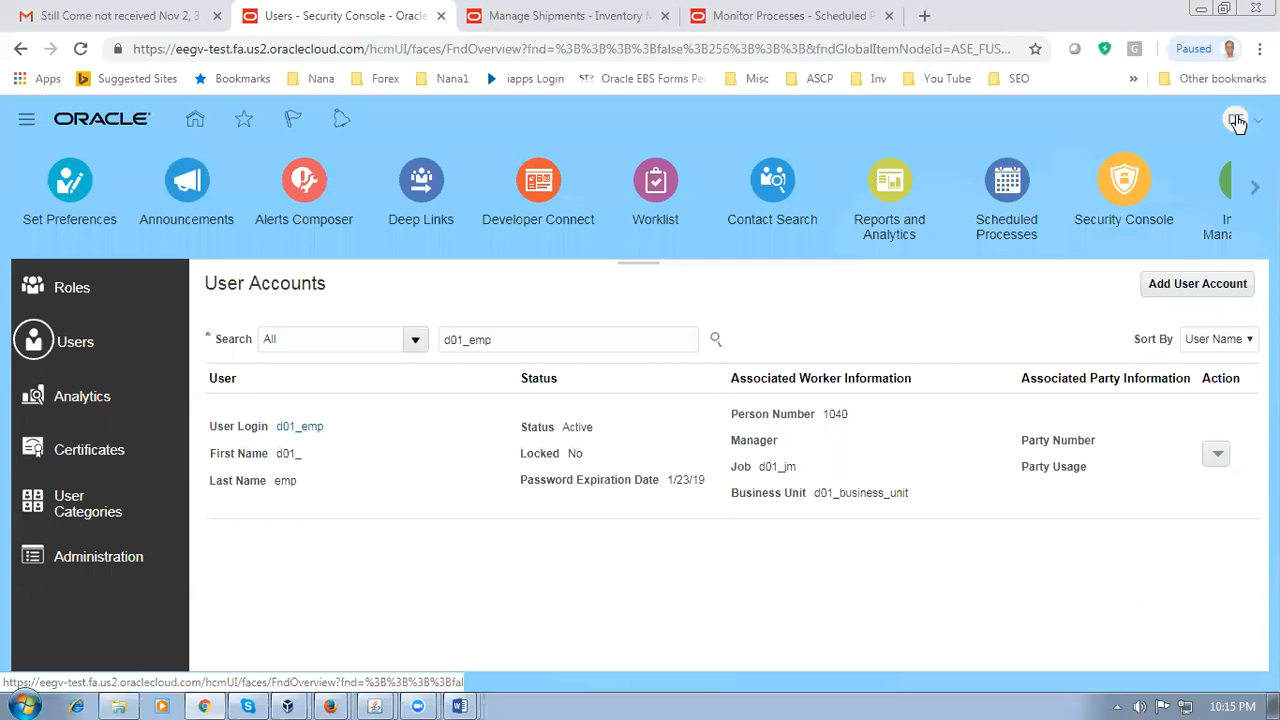 Still Come not received Nov 2, 3
Users - Security Console - Oracle
Manage Shipments - Inventory M
Monitor Processes - Scheduled P
https://eegv-test.fa.us2.oraclecloud.com/hcmUI/faces/FndOverview?fnd=%3B%3B%3B%3Bfalse%3B256%3B%3B%3B&fndGlobalItemNodeId=ASE_FUS...
Paused
Apps
Suggested Sites
Bookmarks
Nana
Forex
Nana1
iapps Login
Oracle EBS Forms Pe
Misc
ASCP
Inv
You Tube
SEO
»
Other bookmarks
ORACLE
Set Preferences
Announcements
Alerts Composer
Deep Links
Developer Connect
Worklist
Contact Search
Reports and
Analytics
Scheduled
Processes
Security Console
In
Mana
Roles
Users
Analytics
Certificates
User
Categories
Administration
User Accounts
Add User Account
* Search All d01_emp
Sort By User Name
User Status Associated Worker Information Associated Party Information Action
User Login d01_emp
First Name d01_
Last Name emp
Status Active
Locked No
Password Expiration Date 1/23/19
Person Number 1040
Manager
Job d01_jm
Business Unit d01_business_unit
Party Number
Party Usage
https://eegv-test.fa.us2.oraclecloud.com/hcmUI/faces/FndOverview?fnd=%3B%3B%3B%3Bfal
10:15 PM